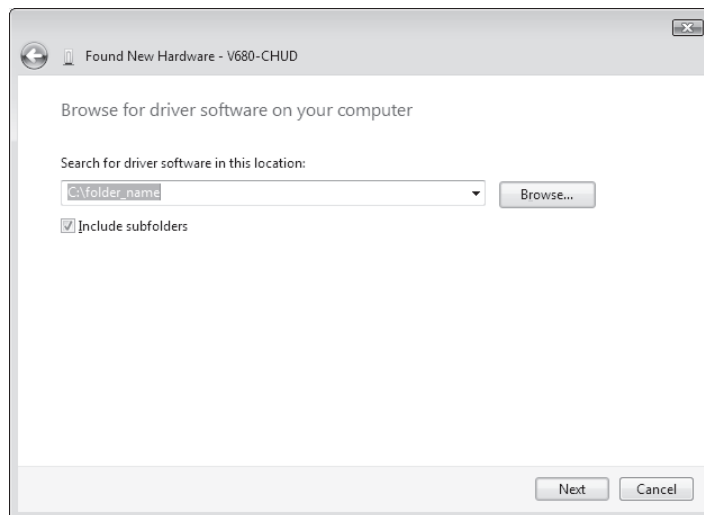 Found New Hardware - V680-CHUD
Browse for driver software on your computer
Search for driver software in this location:
C:\folder_name
Browse...
Include subfolders
Next
Cancel